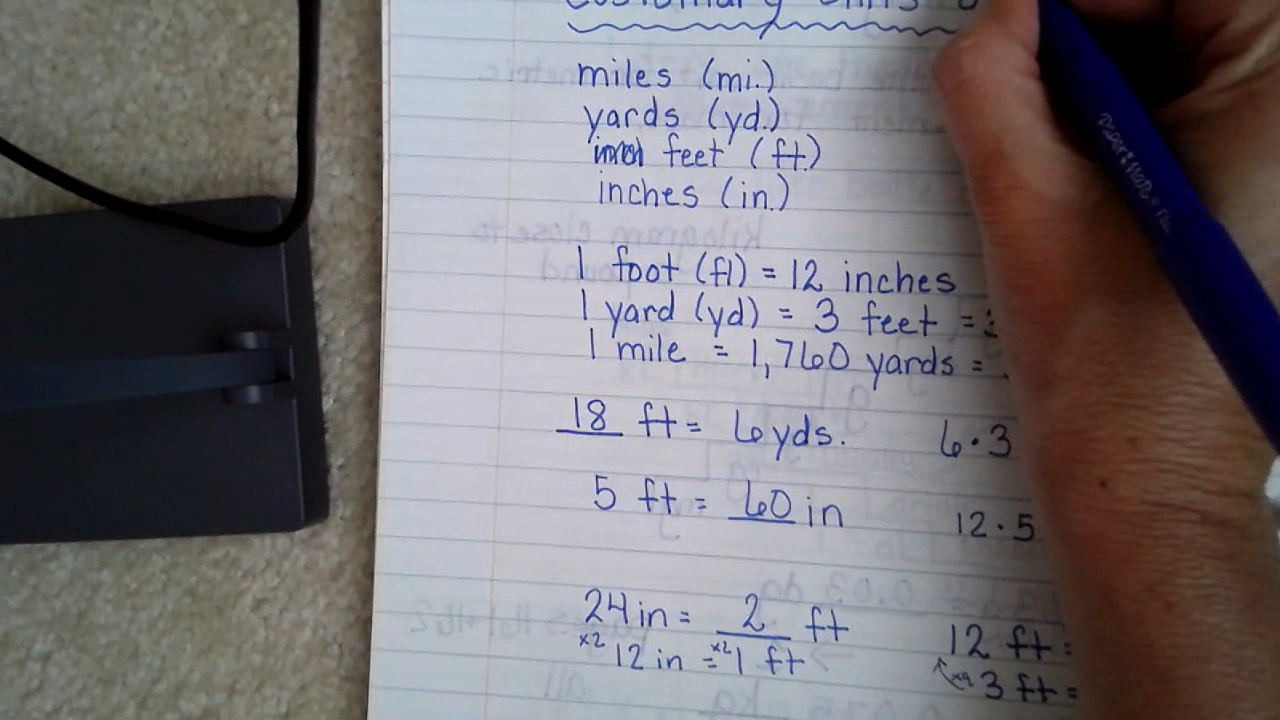 Customary Units
miles (mi.)
yards (yd.)
feet (ft.)
inches (in.)
1 foot (ft) = 12 inches
1 yard (yd) = 3 feet =
1 mile = 1,760 yards =
18 ft = 6 yds. 6 · 3
5 ft = 60 in 12 · 5
24 in = 2 ft 12 ft =
x2 12 in = x2 1 ft 3 ft =